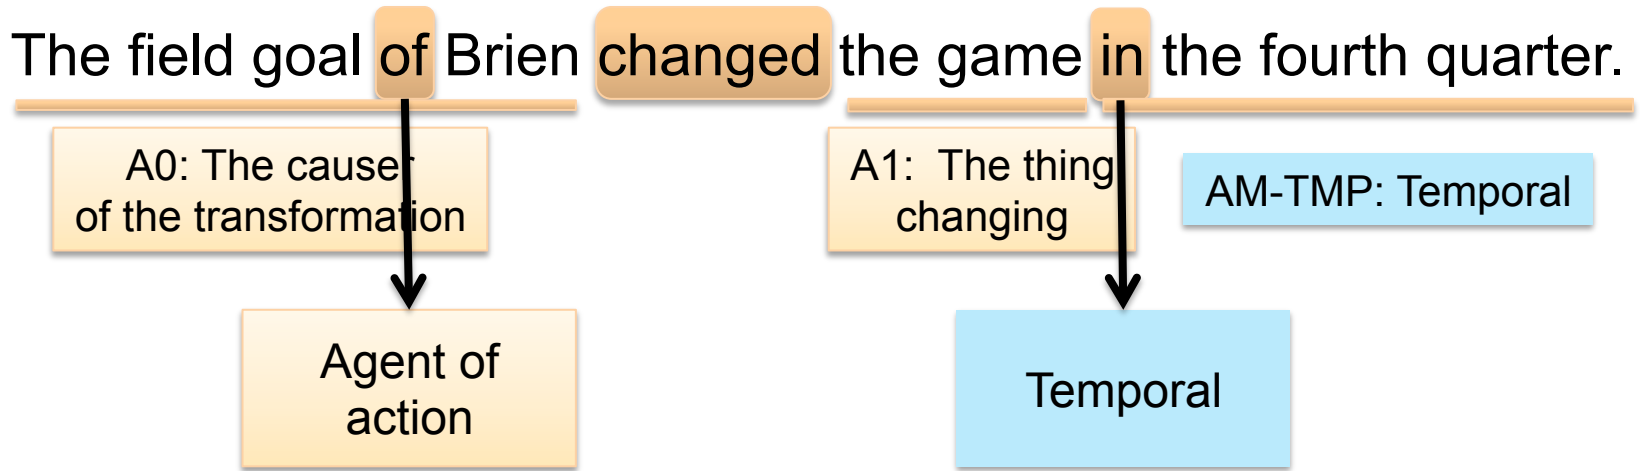 The field goal of Brien changed the game in the fourth quarter.
A0: The causer
of the transformation
A1: The thing
changing
AM-TMP: Temporal
Agent of
action
Temporal